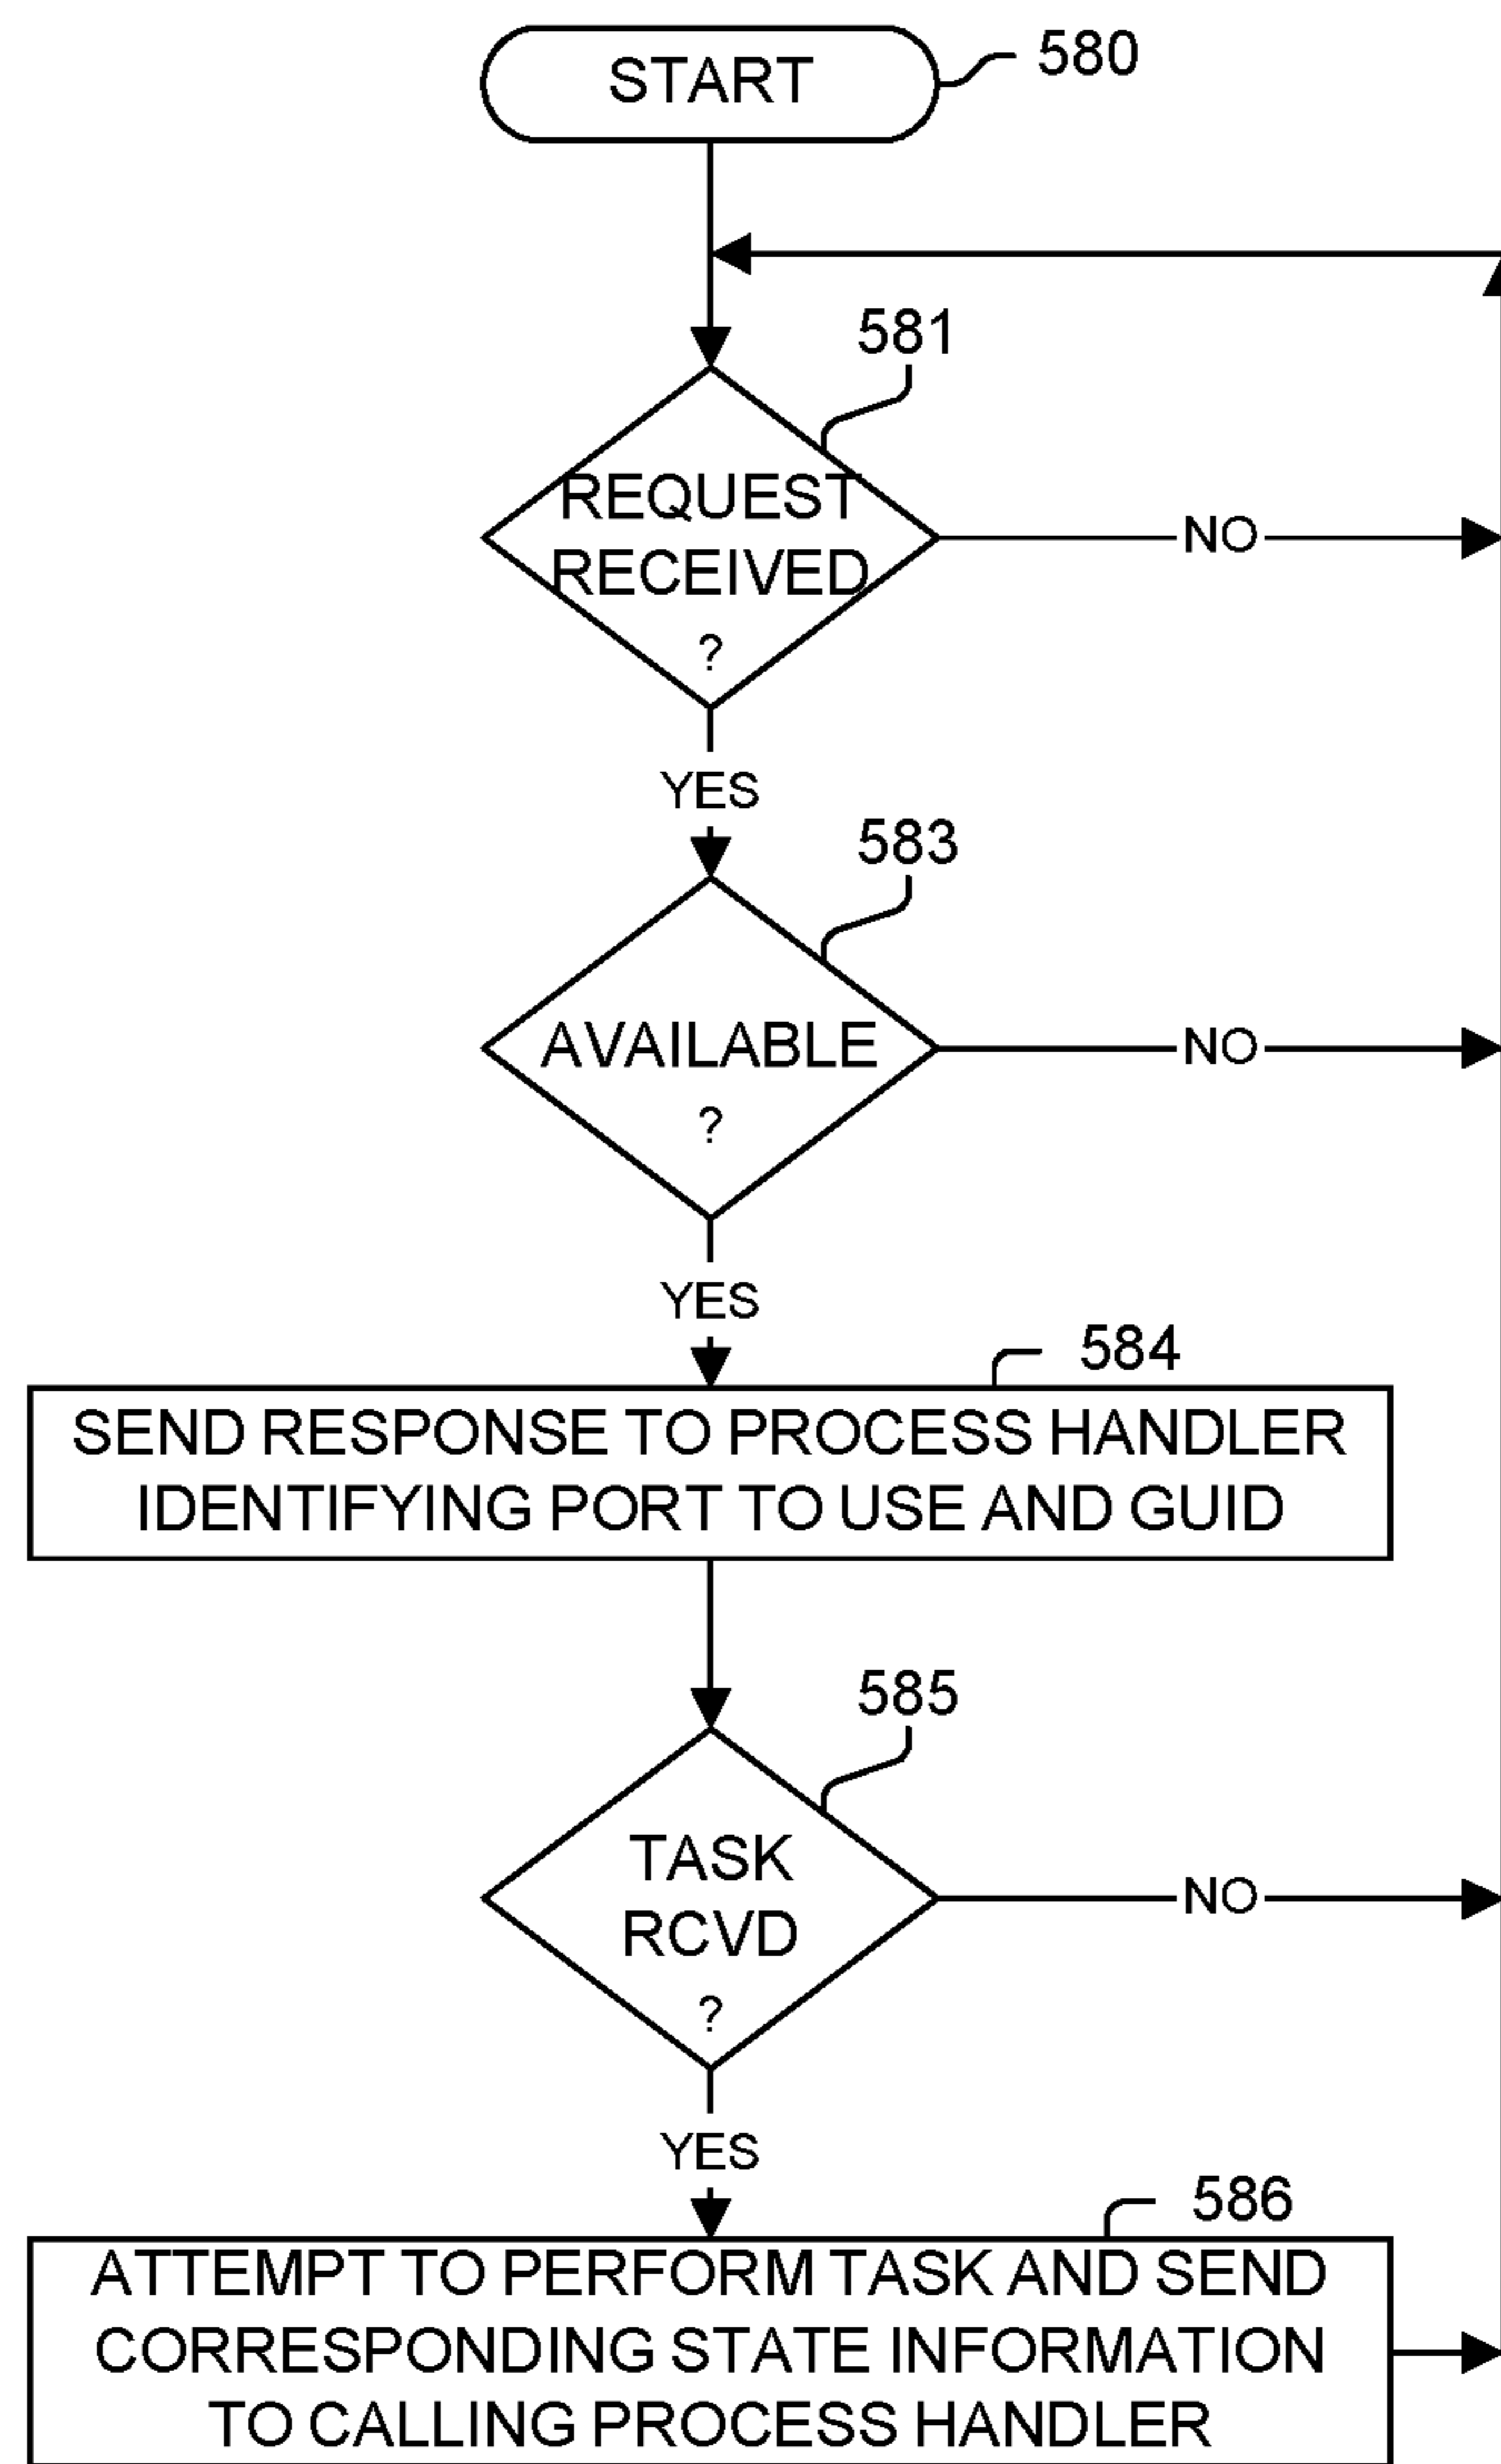 START
580
581
REQUEST
RECEIVED
?
NO
YES
583
AVAILABLE
?
NO
YES
584
SEND RESPONSE TO PROCESS HANDLER
IDENTIFYING PORT TO USE AND GUID
585
TASK
RCVD
?
NO
YES
586
ATTEMPT TO PERFORM TASK AND SEND
CORRESPONDING STATE INFORMATION
TO CALLING PROCESS HANDLER